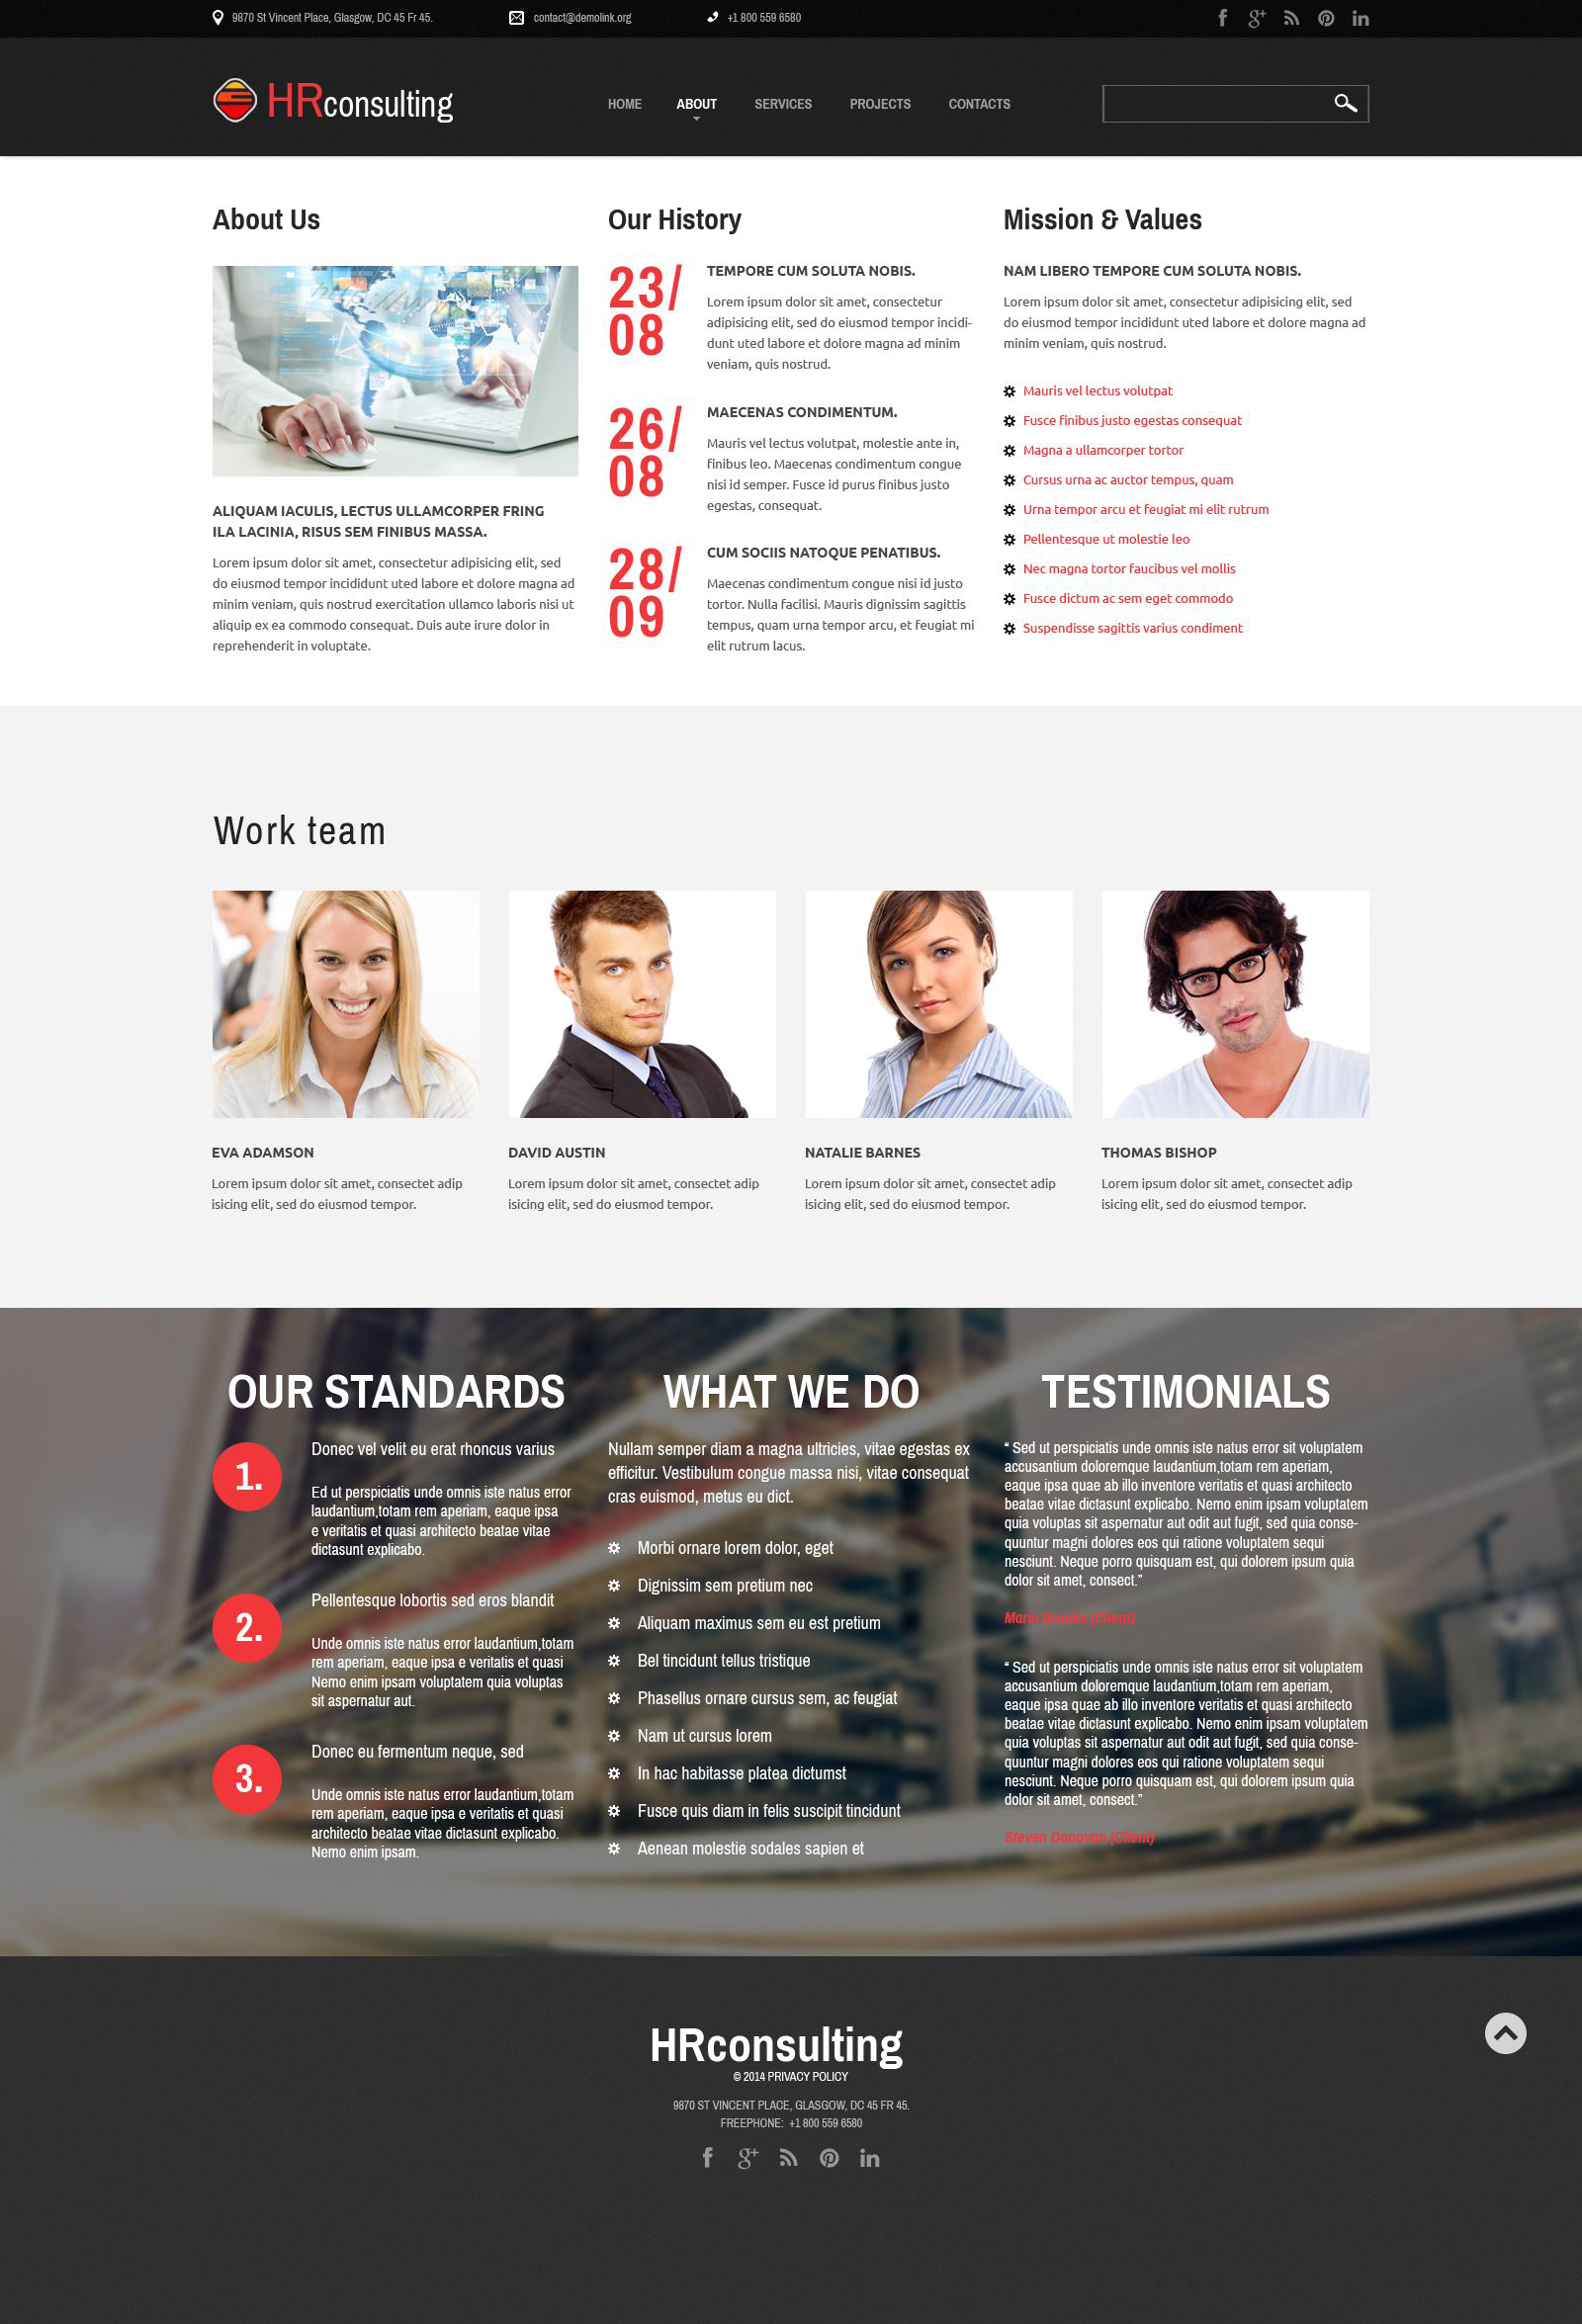 9870 St Vincent Place, Glasgow, DC 45 Fr 45.
contact@demolink.org
+1 800 559 6580
HRconsulting
HOME
ABOUT
SERVICES
PROJECTS
CONTACTS
About Us
ALIQUAM IACULIS, LECTUS ULLAMCORPER FRING
ILA LACINIA, RISUS SEM FINIBUS MASSA.
Lorem ipsum dolor sit amet, consectetur adipisicing elit, sed
do eiusmod tempor incididunt uted labore et dolore magna ad
minim veniam, quis nostrud exercitation ullamco laboris nisi ut
aliquip ex ea commodo consequat. Duis aute irure dolor in
reprehenderit in voluptate.
Our History
23/
08
TEMPORE CUM SOLUTA NOBIS.
Lorem ipsum dolor sit amet, consectetur
adipisicing elit, sed do eiusmod tempor incidi-
dunt uted labore et dolore magna ad minim
veniam, quis nostrud.
26/
08
MAECENAS CONDIMENTUM.
Mauris vel lectus volutpat, molestie ante in,
finibus leo. Maecenas condimentum congue
nisi id semper. Fusce id purus finibus justo
egestas, consequat.
28/
09
CUM SOCIIS NATOQUE PENATIBUS.
Maecenas condimentum congue nisi id justo
tortor. Nulla facilisi. Mauris dignissim sagittis
tempus, quam urna tempor arcu, et feugiat mi
elit rutrum lacus.
Mission & Values
NAM LIBERO TEMPORE CUM SOLUTA NOBIS.
Lorem ipsum dolor sit amet, consectetur adipisicing elit, sed
do eiusmod tempor incididunt uted labore et dolore magna ad
minim veniam, quis nostrud.
Mauris vel lectus volutpat
Fusce finibus justo egestas consequat
Magna a ullamcorper tortor
Cursus urna ac auctor tempus, quam
Urna tempor arcu et feugiat mi elit rutrum
Pellentesque ut molestie leo
Nec magna tortor faucibus vel mollis
Fusce dictum ac sem eget commodo
Suspendisse sagittis varius condiment
Work team
EVA ADAMSON
Lorem ipsum dolor sit amet, consectet adip
isicing elit, sed do eiusmod tempor.
DAVID AUSTIN
Lorem ipsum dolor sit amet, consectet adip
isicing elit, sed do eiusmod tempor.
NATALIE BARNES
Lorem ipsum dolor sit amet, consectet adip
isicing elit, sed do eiusmod tempor.
THOMAS BISHOP
Lorem ipsum dolor sit amet, consectet adip
isicing elit, sed do eiusmod tempor.
OUR STANDARDS
1.
Donec vel velit eu erat rhoncus varius
Ed ut perspiciatis unde omnis iste natus error
laudantium,totam rem aperiam, eaque ipsa
e veritatis et quasi architecto beatae vitae
dictasunt explicabo.
2.
Pellentesque lobortis sed eros blandit
Unde omnis iste natus error laudantium,totam
rem aperiam, eaque ipsa e veritatis et quasi
Nemo enim ipsam voluptatem quia voluptas
sit aspernatur aut.
3.
Donec eu fermentum neque, sed
Unde omnis iste natus error laudantium,totam
rem aperiam, eaque ipsa e veritatis et quasi
architecto beatae vitae dictasunt explicabo.
Nemo enim ipsam.
WHAT WE DO
Nullam semper diam a magna ultricies, vitae egestas ex
efficitur. Vestibulum congue massa nisi, vitae consequat
cras euismod, metus eu dict.
Morbi ornare lorem dolor, eget
Dignissim sem pretium nec
Aliquam maximus sem eu est pretium
Bel tincidunt tellus tristique
Phasellus ornare cursus sem, ac feugiat
Nam ut cursus lorem
In hac habitasse platea dictumst
Fusce quis diam in felis suscipit tincidunt
Aenean molestie sodales sapien et
TESTIMONIALS
“ Sed ut perspiciatis unde omnis iste natus error sit voluptatem
accusantium doloremque laudantium,totam rem aperiam,
eaque ipsa quae ab illo inventore veritatis et quasi architecto
beatae vitae dictasunt explicabo. Nemo enim ipsam voluptatem
quia voluptas sit aspernatur aut odit aut fugit, sed quia conse-
quuntur magni dolores eos qui ratione voluptatem sequi
nesciunt. Neque porro quisquam est, qui dolorem ipsum quia
dolor sit amet, consect.”
Maria Drooks (Client)
“ Sed ut perspiciatis unde omnis iste natus error sit voluptatem
accusantium doloremque laudantium,totam rem aperiam,
eaque ipsa quae ab illo inventore veritatis et quasi architecto
beatae vitae dictasunt explicabo. Nemo enim ipsam voluptatem
quia voluptas sit aspernatur aut odit aut fugit, sed quia conse-
quuntur magni dolores eos qui ratione voluptatem sequi
nesciunt. Neque porro quisquam est, qui dolorem ipsum quia
dolor sit amet, consect.”
Steven Donovan (Client)
HRconsulting
© 2014 PRIVACY POLICY
9870 ST VINCENT PLACE, GLASGOW, DC 45 FR 45.
FREEPHONE: +1 800 559 6580